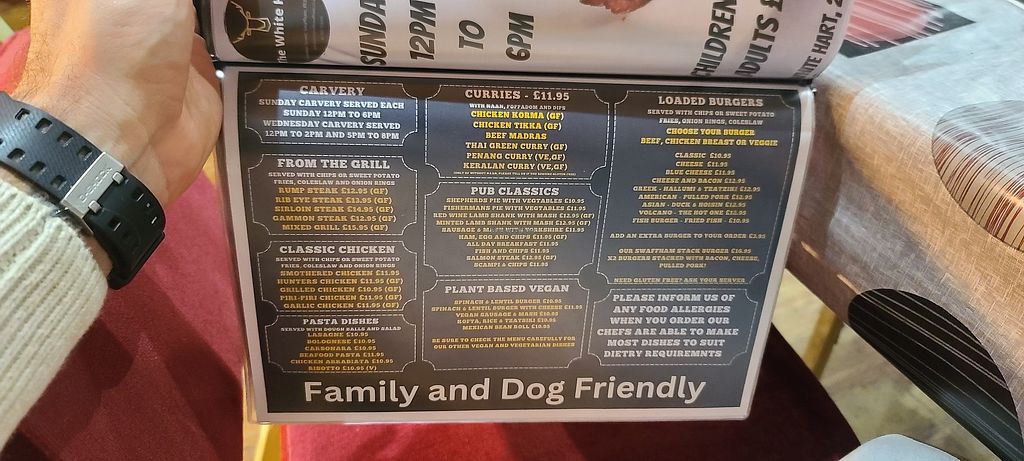 The White H
SUNDA
12PM
TO
6PM
CHILDREN
ADULTS £
ITE HART, 2
CARVERY
SUNDAY CARVERY SERVED EACH
SUNDAY 12PM TO 6PM
WEDNESDAY CARVERY SERVED
12PM TO 2PM AND 5PM TO 8PM
FROM THE GRILL
SERVED WITH CHIPS OR SWEET POTATO
FRIES, COLESLAW AND ONION RINGS
RUMP STEAK £12.95 (GF)
RIB EYE STEAK £13.95 (GF)
SIRLOIN STEAK £14.95 (GF)
GAMMON STEAK £12.95 (GF)
MIXED GRILL £15.95 (GF)
CLASSIC CHICKEN
SERVED WITH CHIPS OR SWEET POTATO
FRIES, COLESLAW AND ONION RINGS
SMOTHERED CHICKEN £11.95
HUNTERS CHICKEN £11.95 (GF)
GRILLED CHICKEN £10.95 (GF)
PIRI-PIRI CHICKEN £11.95 (GF)
GARLIC CHICKEN £11.95 (GF)
PASTA DISHES
SERVED WITH DOUGH BALLS AND SALAD
LASAGNE £10.95
BOLOGNESE £10.95
CARBONARA £10.95
SEAFOOD PASTA £11.95
CHICKEN ARRABIATA £10.95
RISOTTO £10.95 (V)
CURRIES - £11.95
WITH NAAN, POPPADOM AND DIPS
CHICKEN KORMA (GF)
CHICKEN TIKKA (GF)
BEEF MADRAS
THAI GREEN CURRY (GF)
PENANG CURRY (VE,GF)
KERALAN CURRY (VE,GF)
PUB CLASSICS
SHEPHERDS PIE WITH VEGETABLES £10.95
FISHERMANS PIE WITH VEGETABLES £11.95
RED WINE LAMB SHANK WITH MASH £12.95 (GF)
MINTED LAMB SHANK WITH MASH £12.95 (GF)
SAUSAGE & MASH WITH YORKSHIRE £11.95
HAM, EGG AND CHIPS £11.95 (GF)
ALL DAY BREAKFAST £11.95
FISH AND CHIPS £11.95
SALMON STEAK £12.95 (GF)
SCAMPI & CHIPS £11.95
PLANT BASED VEGAN
SPINACH & LENTIL BURGER £10.95
SPINACH & LENTIL BURGER WITH CHEESE £11.95
VEGAN SAUSAGE & MASH £10.95
KOFTA, RICE & TZATZIKI £10.95
MEXICAN BEAN ROLL £10.95
BE SURE TO CHECK THE MENU CAREFULLY FOR
OUR OTHER VEGAN AND VEGETARIAN DISHES
LOADED BURGERS
SERVED WITH CHIPS OR SWEET POTATO
FRIES, ONION RINGS, COLESLAW
CHOOSE YOUR BURGER
BEEF, CHICKEN BREAST OR VEGGIE
CLASSIC £10.95
CHEESE £11.95
BLUE CHEESE £11.95
CHEESE AND BACON £12.95
GREEK - HALLUMI & TZATZIKI £12.95
AMERICAN - PULLED PORK £12.95
ASIAN - DUCK & HOISIN £12.95
VOLCANO - THE HOT ONE £12.95
FISH BURGER - FRIED FISH - £10.95
ADD AN EXTRA BURGER TO YOUR ORDER £2.95
OUR SWAFFHAM STACK BURGER £16.95
X2 BURGERS STACKED WITH BACON, CHEESE,
PULLED PORK!
NEED GLUTEN FREE? ASK YOUR SERVER
PLEASE INFORM US OF
ANY FOOD ALLERGIES
WHEN YOU ORDER OUR
CHEFS ARE ABLE TO MAKE
MOST DISHES TO SUIT
DIETRY REQUIREMNTS
Family and Dog Friendly